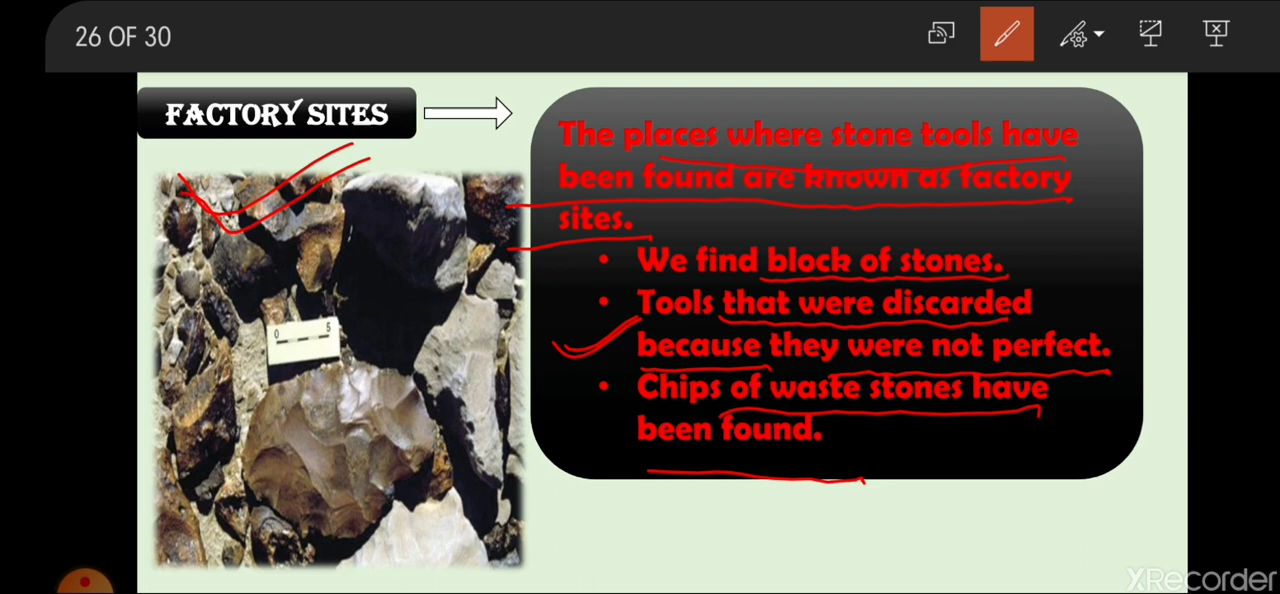 26 OF 30
FACTORY SITES
The places where stone tools have
been found are known as factory
sites.
• We find block of stones.
• Tools that were discarded
because they were not perfect.
• Chips of waste stones have
been found.
0 5
XRecorder